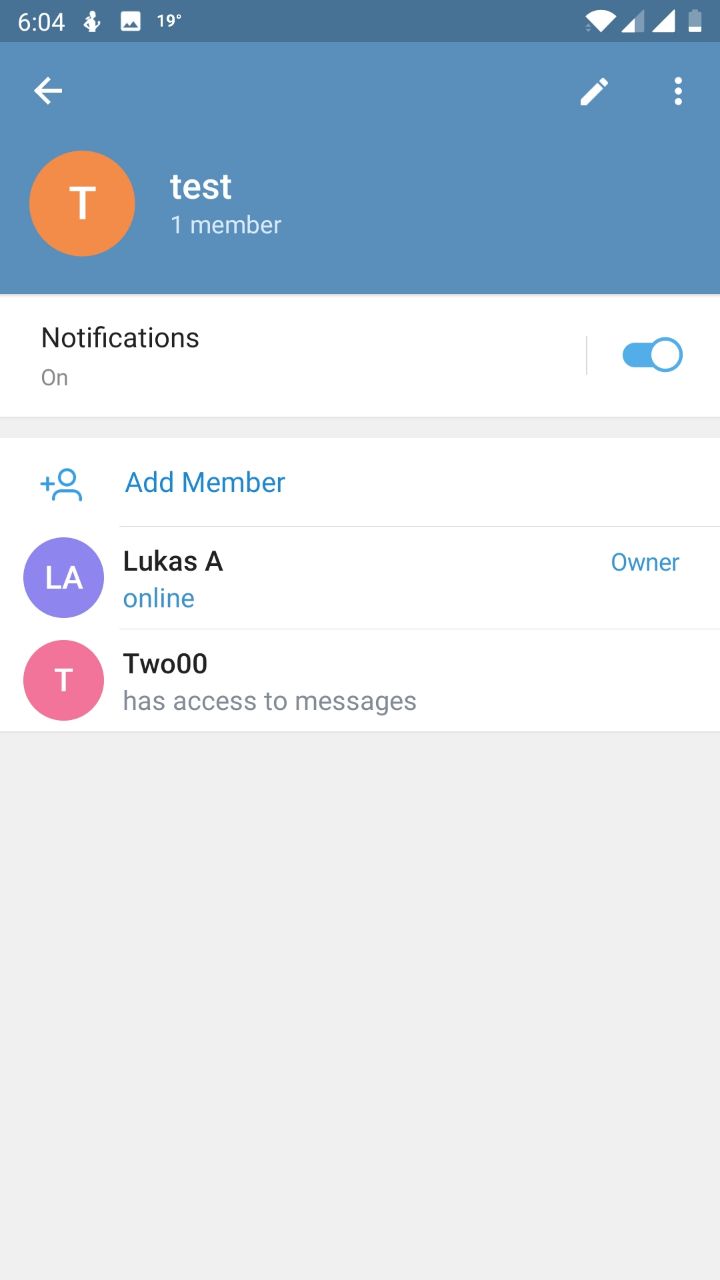 6:04 19°
T
test
1 member
Notifications
On
Add Member
LA
Lukas A
Owner
online
T
Two00
has access to messages